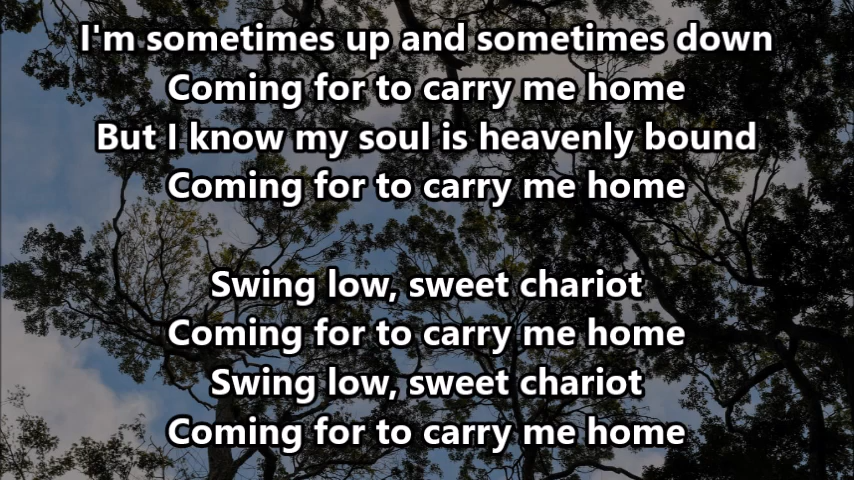 I'm sometimes up and sometimes down
Coming for to carry me home
But I know my soul is heavenly bound
Coming for to carry me home
Swing low, sweet chariot
Coming for to carry me home
Swing low, sweet chariot
Coming for to carry me home